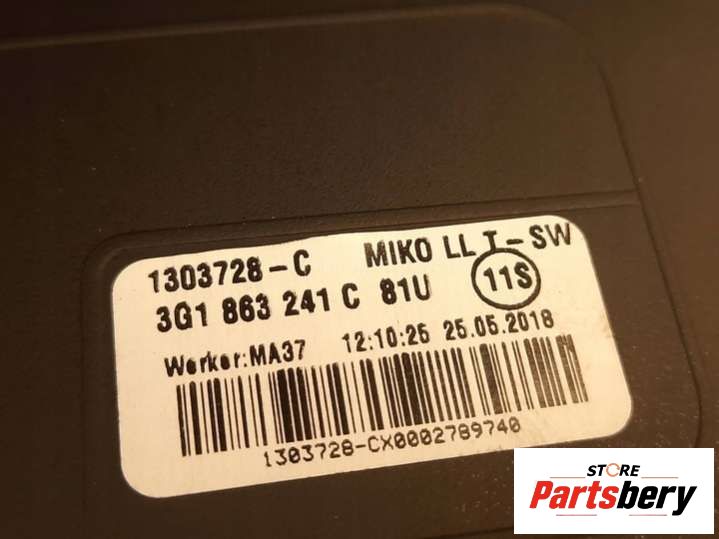 1303728-C MIKO LL T-SW
3G1 863 241 C 81U 11S
Worker:MA37 12:10:25 25.05.2018
1303728-CX0002789740
STORE
Partsbery